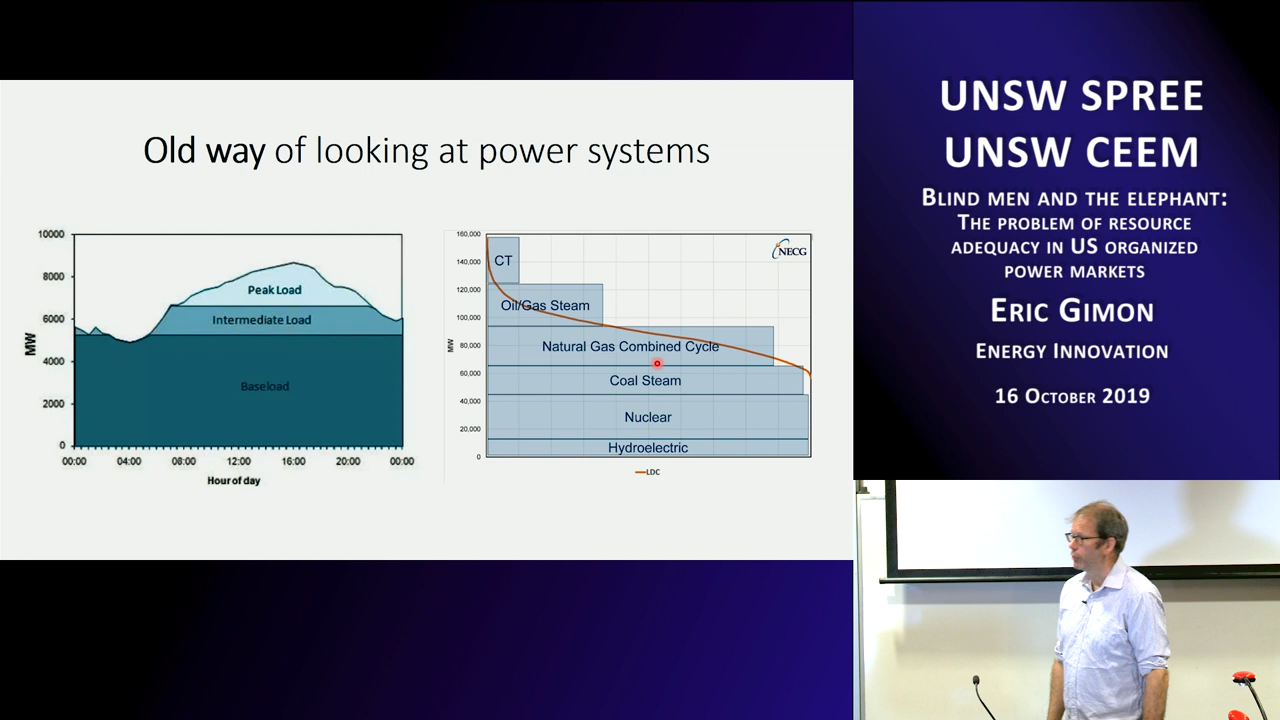 Old way of looking at power systems
10000
8000
6000
4000
2000
0
MW
Peak Load
Intermediate Load
Baseload
00:00 04:00 08:00 12:00 16:00 20:00 00:00
Hour of day
160,000
140,000
120,000
100,000
80,000
60,000
40,000
20,000
0
MW
NECG
CT
Oil/Gas Steam
Natural Gas Combined Cycle
Coal Steam
Nuclear
Hydroelectric
LDC
UNSW SPREE
UNSW CEEM
BLIND MEN AND THE ELEPHANT:
THE PROBLEM OF RESOURCE
ADEQUACY IN US ORGANIZED
POWER MARKETS
ERIC GIMON
ENERGY INNOVATION
16 OCTOBER 2019